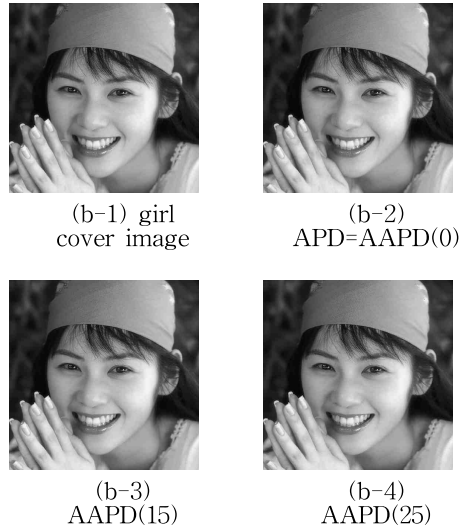 (b-1) girl
cover image
(b-2)
APD=AAPD(0)
(b-3)
AAPD(15)
(b-4)
AAPD(25)